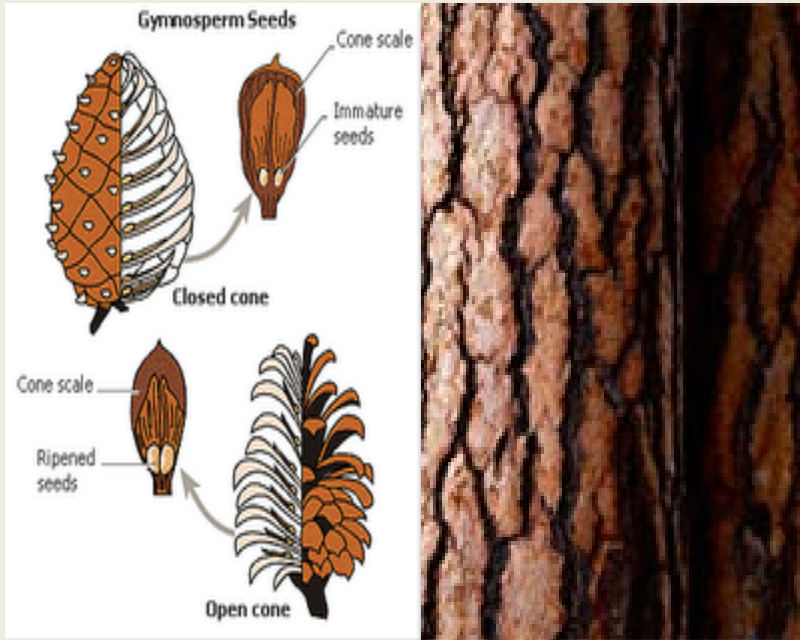 Gymnosperm Seeds
Cone scale
Immature
seeds
Closed cone
Cone scale
Ripened
seeds
Open cone